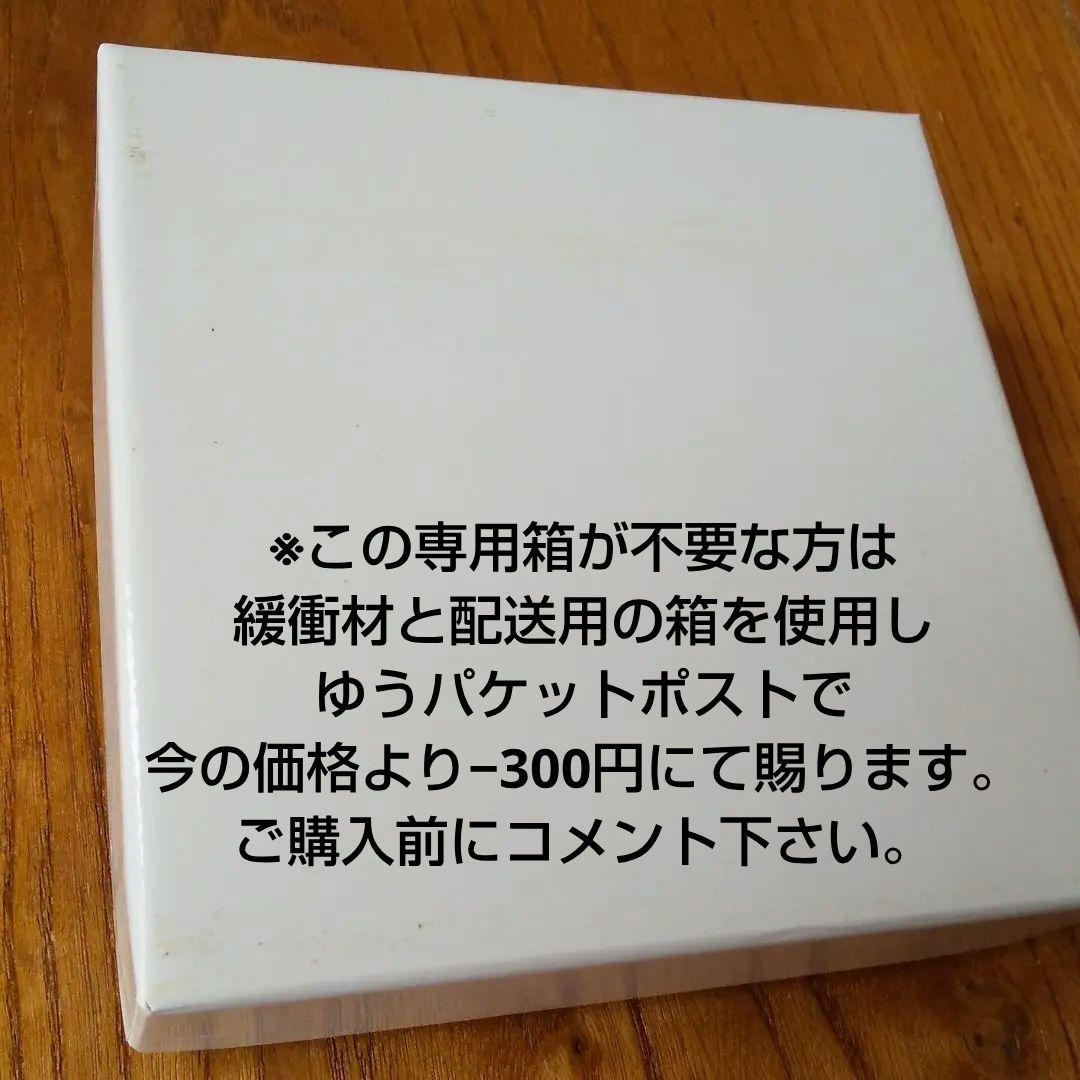 ※この専用箱が不要な方は
緩衝材と配送用の箱を使用し
ゆうパケットポストで
今の価格より−300円にて賜ります。
ご購入前にコメント下さい。